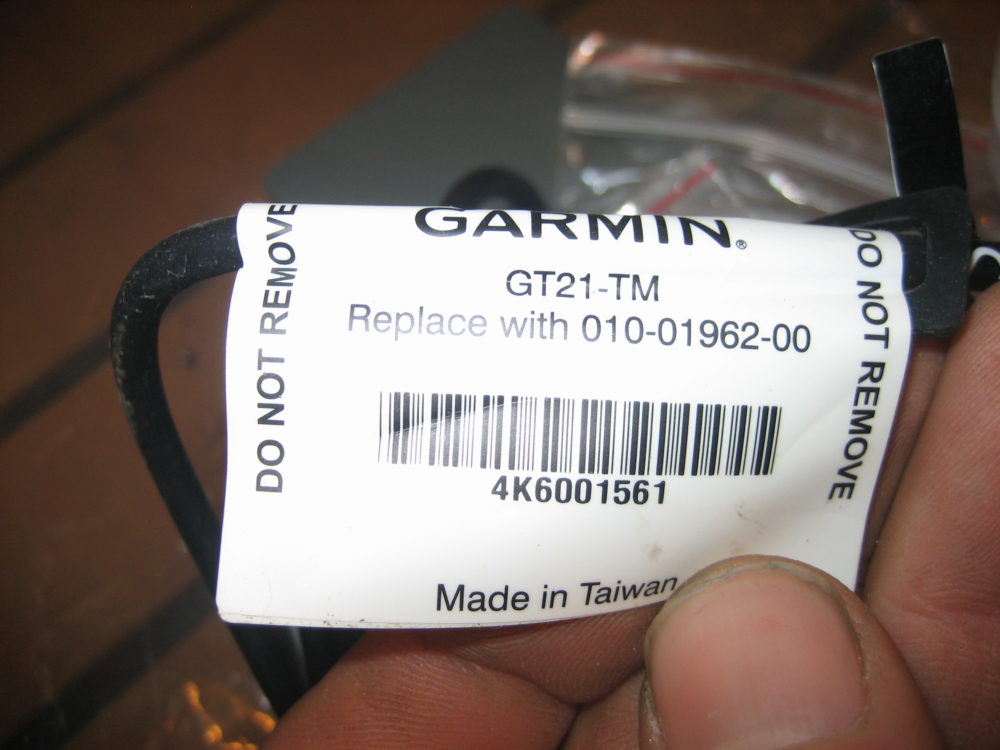 GARMIN®
GT21-TM
Replace with 010-01962-00
4K6001561
Made in Taiwan
DO NOT REMOVE
DO NOT REMOVE